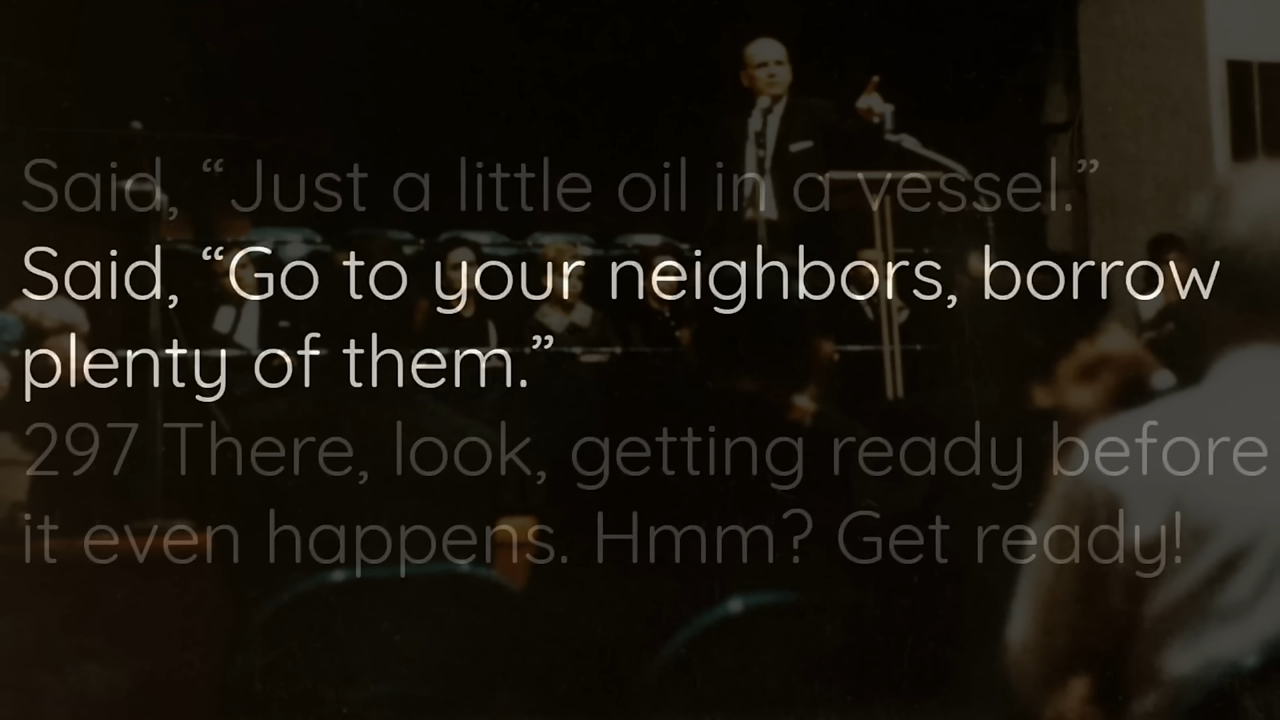 Said, “ Just a little oil in a vessel.”
Said, “Go to your neighbors, borrow
plenty of them.”
297 There, look, getting ready before
it even happens. Hmm? Get ready!